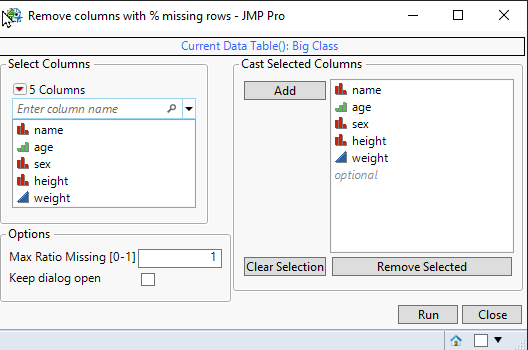 Remove columns with % missing rows - JMP Pro
Current Data Table(): Big Class
Select Columns
5 Columns
Enter column name
name
age
sex
height
weight
Options
Max Ratio Missing [0-1] 1
Keep dialog open
Cast Selected Columns
Add
name
age
sex
height
weight
optional
Clear Selection
Remove Selected
Run
Close